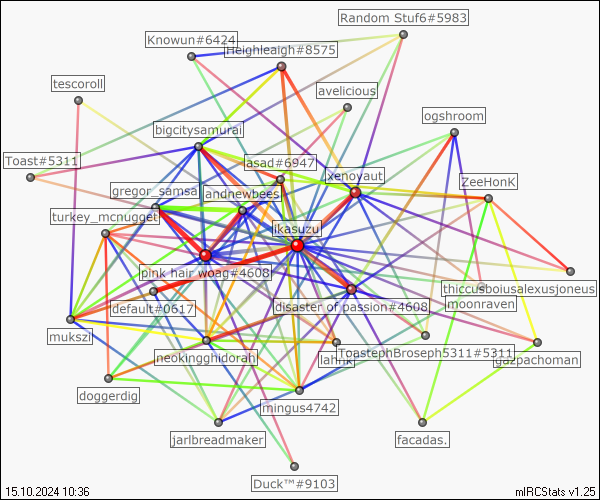 Random Stuf6#5983
Knowun#6424
Heighleaigh#8575
tescoroll
avelicious
ogshroom
bigcitysamurai
Toast#5311
asad#6947
xenoyaut
ZeeHonK
gregor_samsa
andnewbees
turkey_mcnugget
ikasuzu
pink hair woag#4608
thiccusboiusalexusjoneus
default#0617
disaster of passion#4608
moonraven
mukszi
neokingghidorah
lahnk
ToastephBroseph5311#5311
gazpachoman
doggerdig
mingus4742
jarlbreadmaker
facadas.
Duck™#9103
15.10.2024 10:36
mIRCStats v1.25